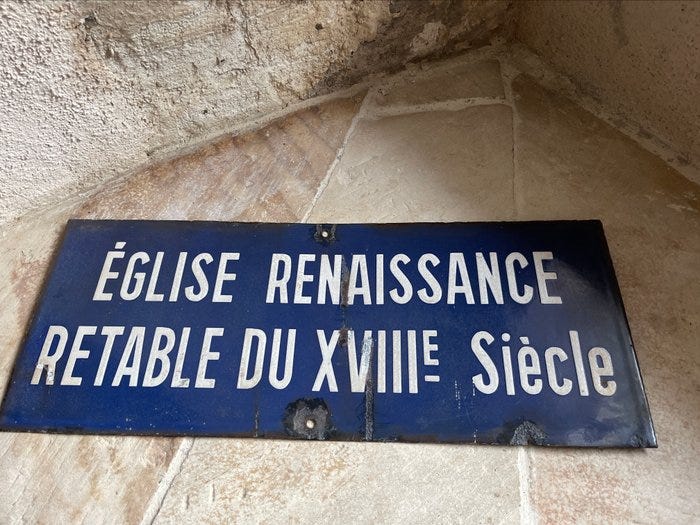 ÉGLISE RENAISSANCE
RETABLE DU XVIIIᴱ Siècle